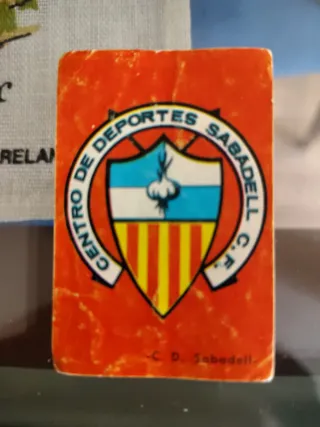 RELAN
CENTRO DE DEPORTES SABADELL C.F.
C. D. Sabadell.